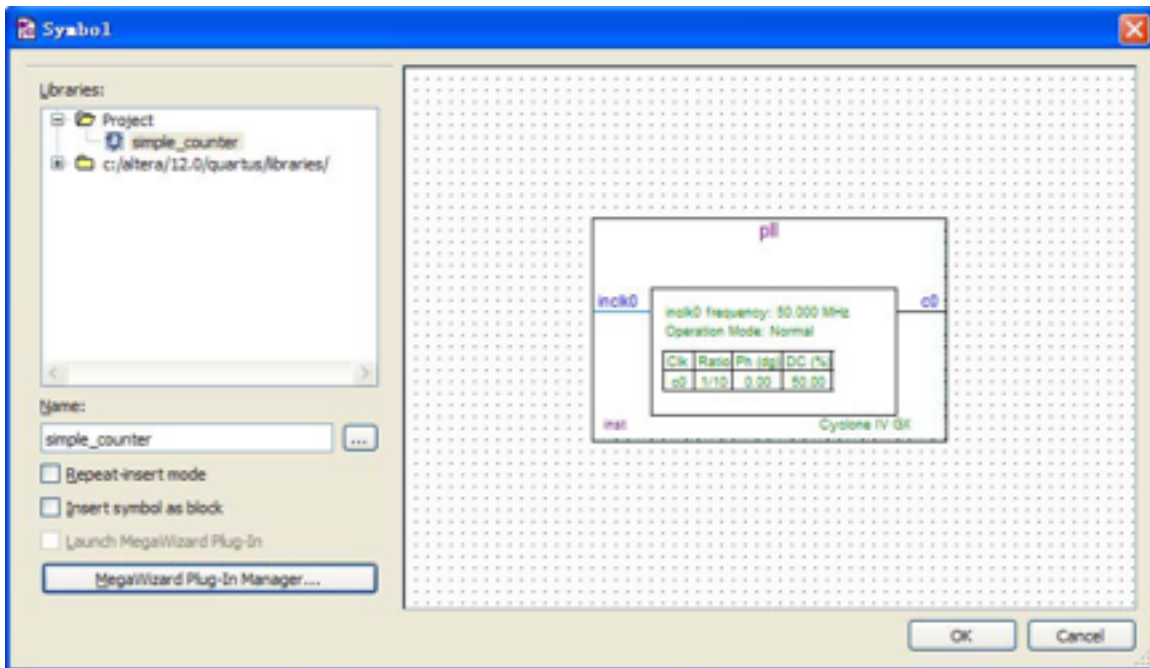 Symbol
Libraries:
Project
simple_counter
c:/altera/12.0/quartus/libraries/
Name:
simple_counter
...
Repeat-insert mode
Insert symbol as block
Launch MegaWizard Plug-In
MegaWizard Plug-In Manager....
pll
inclk0
c0
inclk0 frequency: 50.000 MHz
Operation Mode: Normal
Clk Ratio Ph (dg) DC (%)
c0 1/10 0.00 50.00
inst
Cyclone IV GX
OK
Cancel